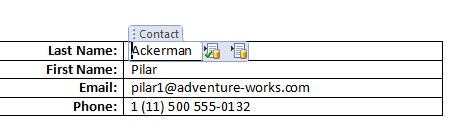 Contact
Last Name: Ackerman
First Name: Pilar
Email: pilar1@adventure-works.com
Phone: 1 (11) 500 555-0132